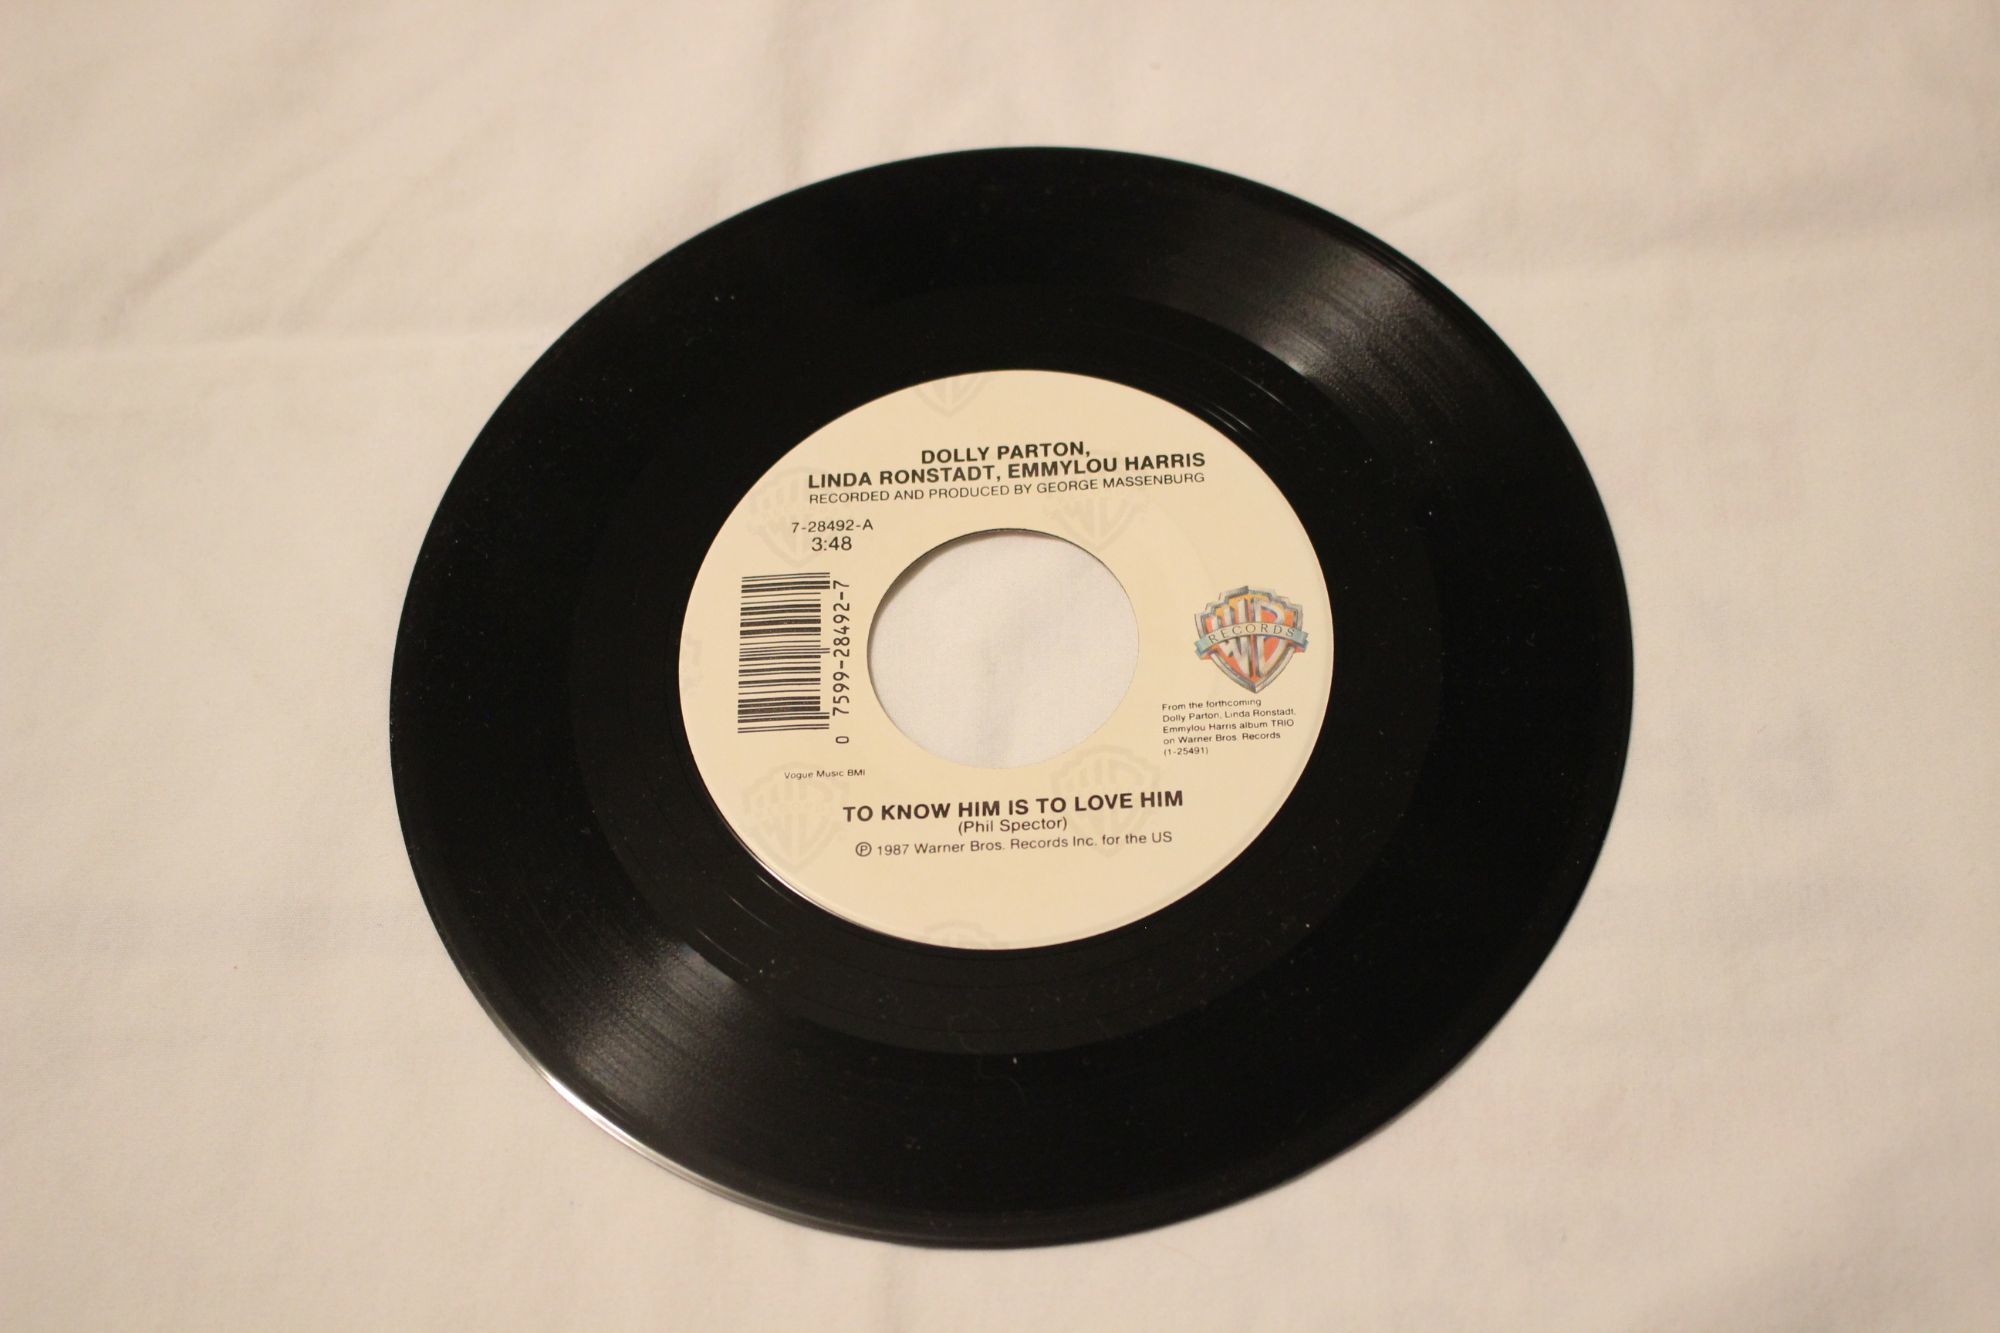 DOLLY PARTON,
LINDA RONSTADT, EMMYLOU HARRIS
RECORDED AND PRODUCED BY GEORGE MASSENBURG
7-28492-A
3:48
0 7599-28492-7
WB
RECORDS
From the forthcoming
Dolly Parton, Linda Ronstadt,
Emmylou Harris album TRIO
on Warner Bros. Records
(1-25491)
Vogue Music BMI
TO KNOW HIM IS TO LOVE HIM
(Phil Spector)
℗ 1987 Warner Bros. Records Inc. for the US